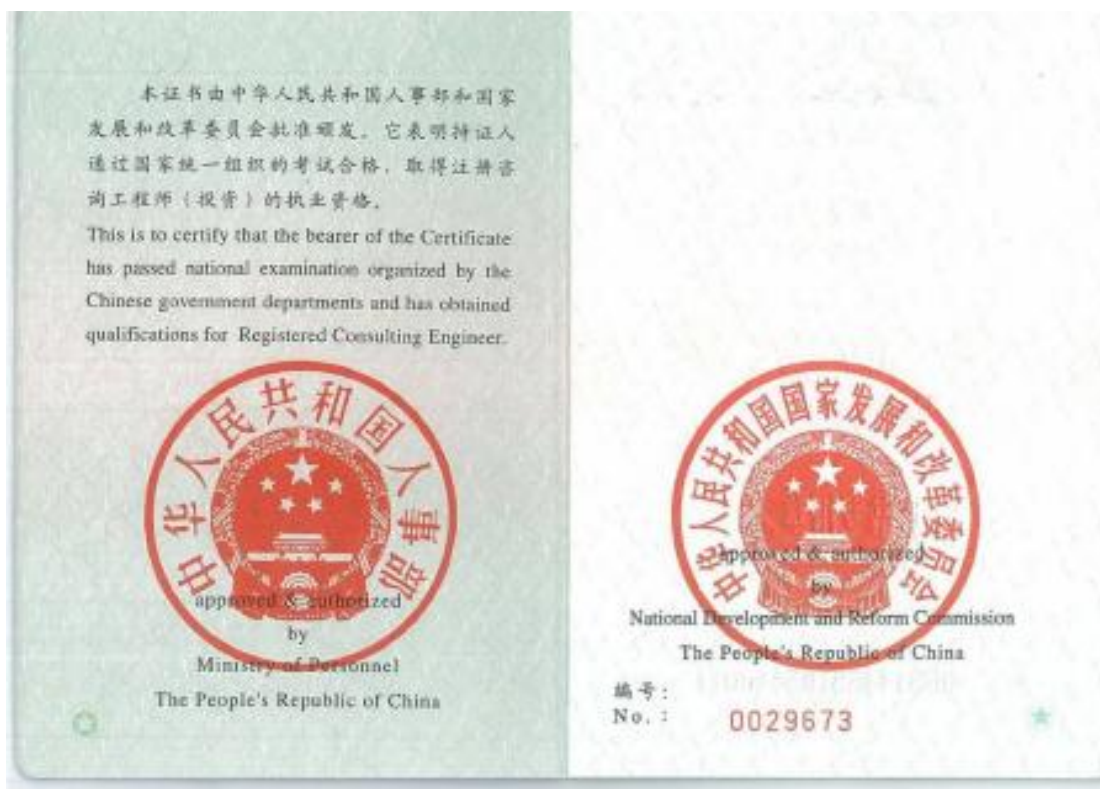 本证书由中华人民共和国人事部和国家
发展和改革委员会批准颁发。它表明持证人
通过国家统一组织的考试合格,取得注册咨
询工程师(投资)的执业资格。
This is to certify that the bearer of the Certificate
has passed national examination organized by the
Chinese government departments and has obtained
qualifications for Registered Consulting Engineer.
中华人民共和国人事部
approved & authorized
by
Ministry of Personnel
The People's Republic of China
中华人民共和国国家发展和改革委员会
approved & authorized
by
National Development and Reform Commission
The People's Republic of China
编号:
No.: 0029673